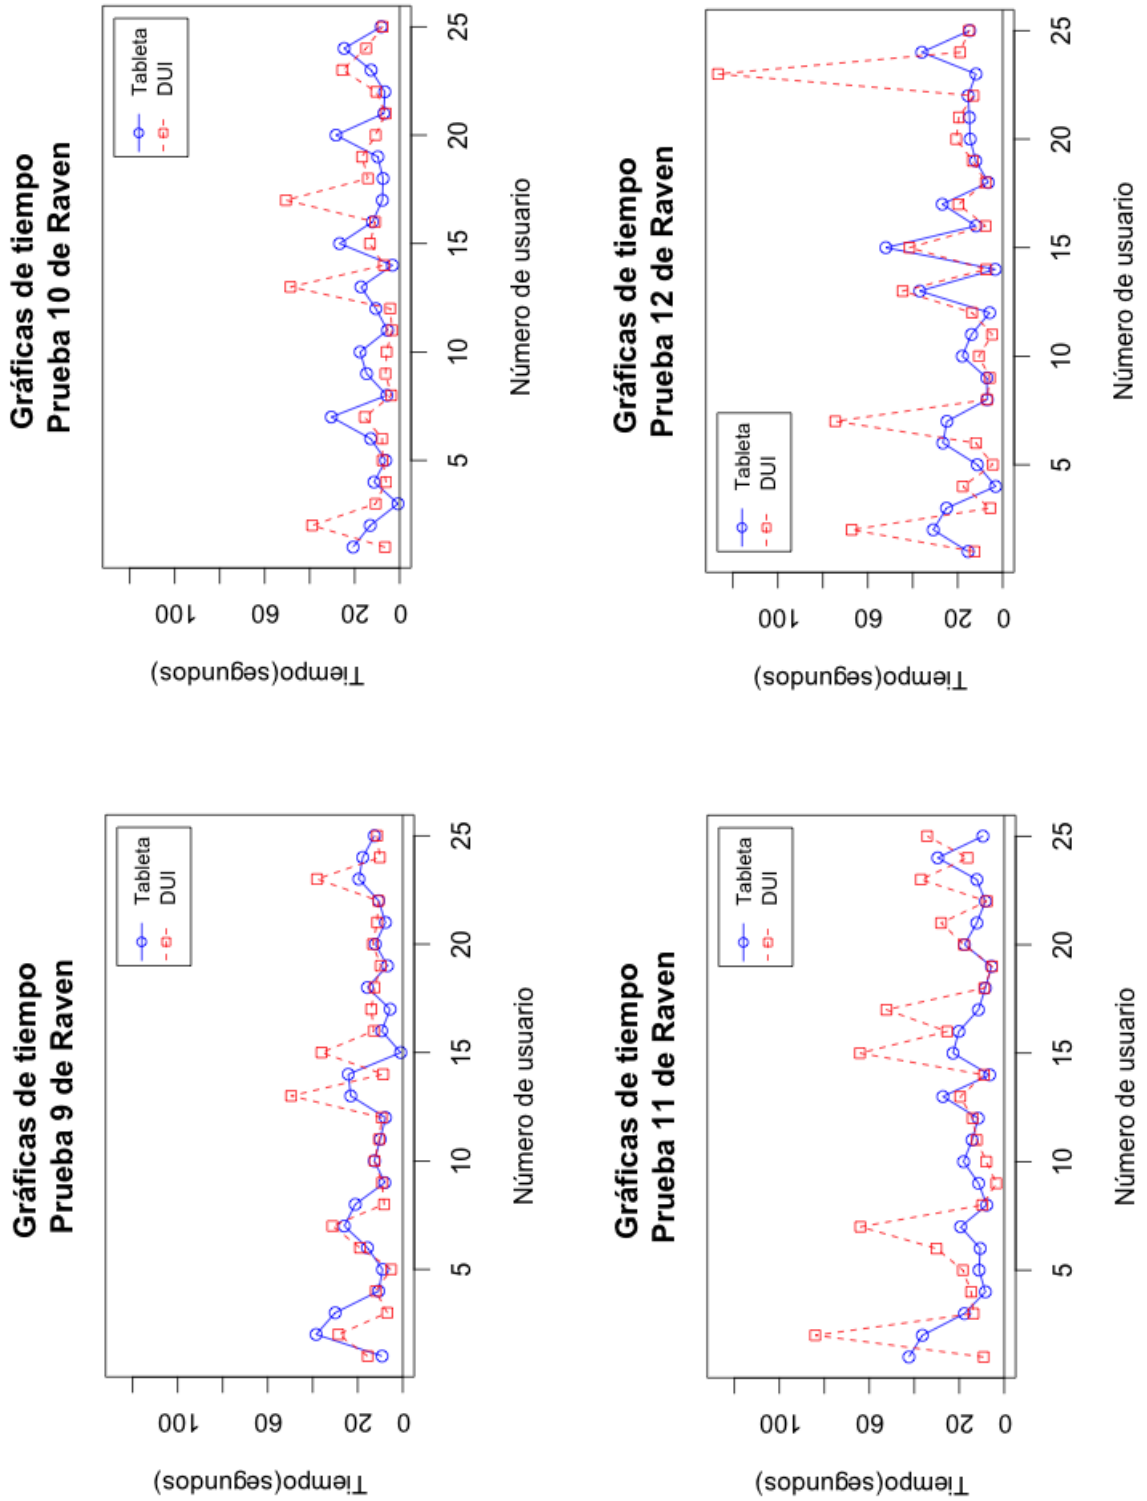 Gráficas de tiempo
Prueba 9 de Raven
Tableta
DUI
Tiempo(segundos)
100
60
20
0
5
10
15
20
25
Número de usuario
Gráficas de tiempo
Prueba 10 de Raven
Tableta
DUI
Tiempo(segundos)
100
60
20
0
5
10
15
20
25
Número de usuario
Gráficas de tiempo
Prueba 11 de Raven
Tableta
DUI
Tiempo(segundos)
100
60
20
0
5
10
15
20
25
Número de usuario
Gráficas de tiempo
Prueba 12 de Raven
Tableta
DUI
Tiempo(segundos)
100
60
20
0
5
10
15
20
25
Número de usuario